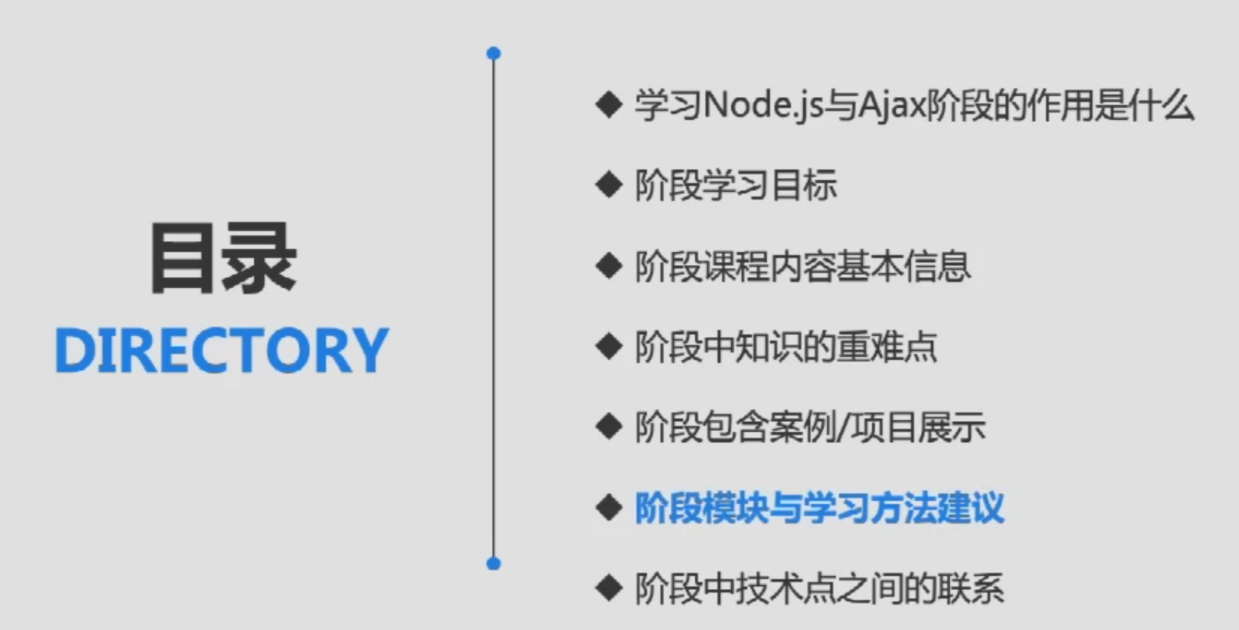 目录
DIRECTORY
学习Node.js与Ajax阶段的作用是什么
阶段学习目标
阶段课程内容基本信息
阶段中知识的重难点
阶段包含案例/项目展示
阶段模块与学习方法建议
阶段中技术点之间的联系